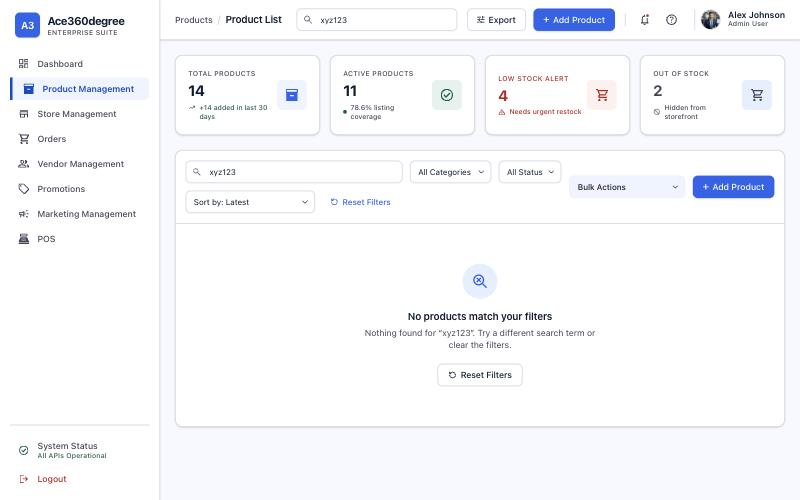 A3
Ace360degree
ENTERPRISE SUITE
Dashboard
Product Management
Store Management
Orders
Vendor Management
Promotions
Marketing Management
POS
System Status
All APIs Operational
Logout
Products / Product List
xyz123
Export
+ Add Product
Alex Johnson
Admin User
TOTAL PRODUCTS
14
+14 added in last 30
days
ACTIVE PRODUCTS
11
78.6% listing
coverage
LOW STOCK ALERT
4
Needs urgent restock
OUT OF STOCK
2
Hidden from
storefront
xyz123
All Categories
All Status
Bulk Actions
+ Add Product
Sort by: Latest
Reset Filters
No products match your filters
Nothing found for “xyz123”. Try a different search term or
clear the filters.
Reset Filters